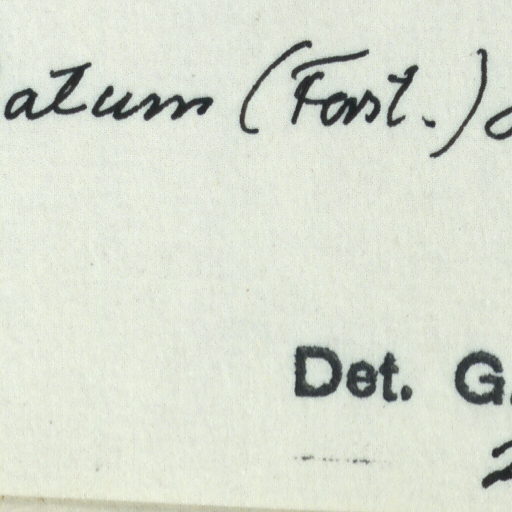 atum (Forst.)
Det. G.